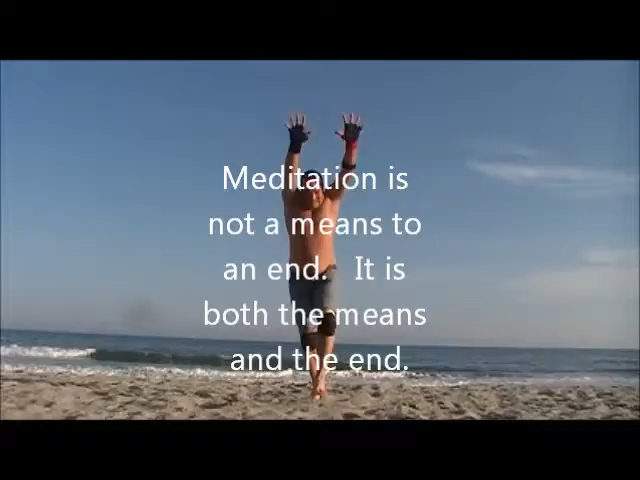 Meditation is
not a means to
an end. It is
both the means
and the end.